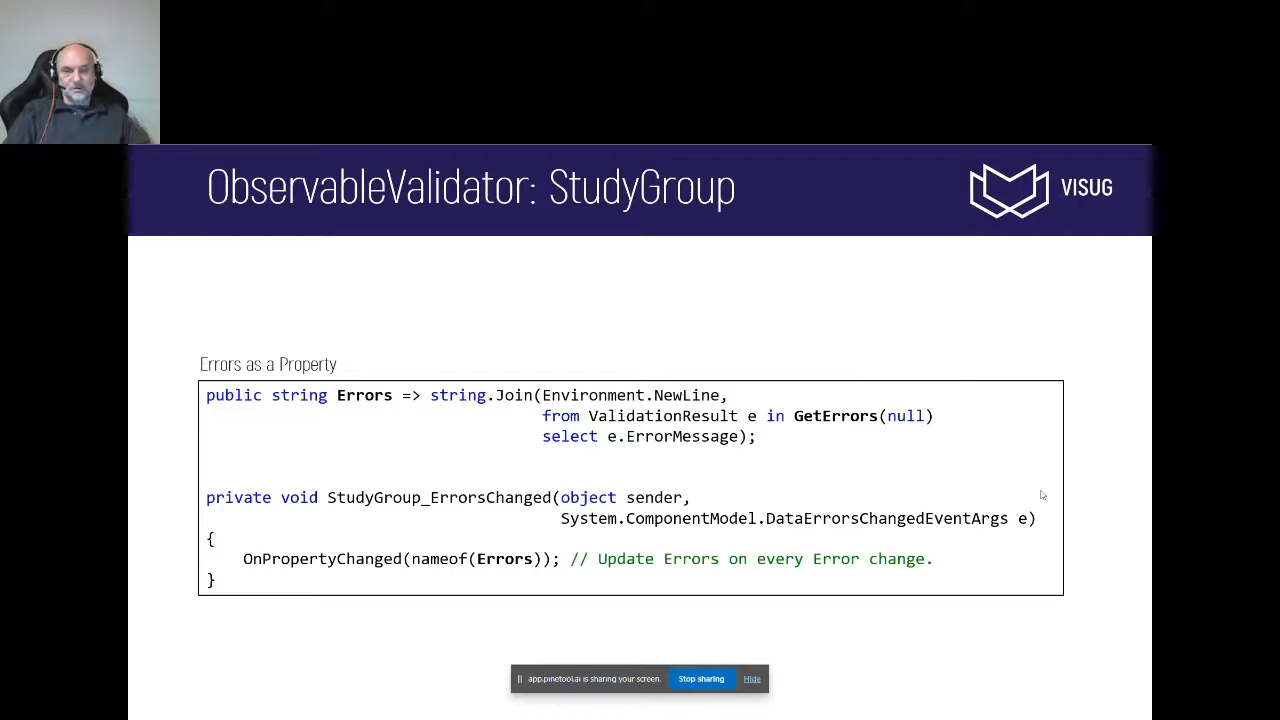 ObservableValidator: StudyGroup
VISUG
Errors as a Property
public string Errors => string.Join(Environment.NewLine,
from ValidationResult e in GetErrors(null)
select e.ErrorMessage);
private void StudyGroup_ErrorsChanged(object sender,
System.ComponentModel.DataErrorsChangedEventArgs e)
{
OnPropertyChanged(nameof(Errors)); // Update Errors on every Error change.
}
app.pinetool.ai is sharing your screen. Stop sharing Hide